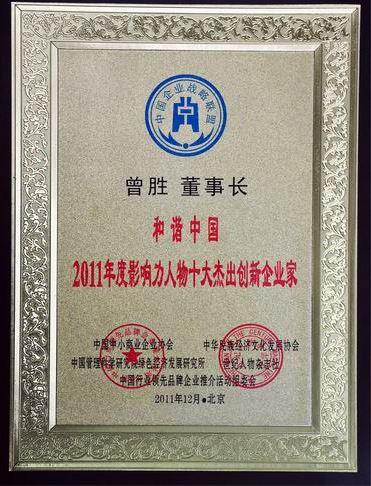 中国企业战略联盟
曾胜 董事长
和谐中国
2011年度影响力人物十大杰出创新企业家
中国中小商业企业协会 中华民族经济文化发展协会
中国管理科学研究院绿色经济发展研究所 世纪人物杂志社
中国行业领先品牌企业推介活动组委会
2011年12月●北京